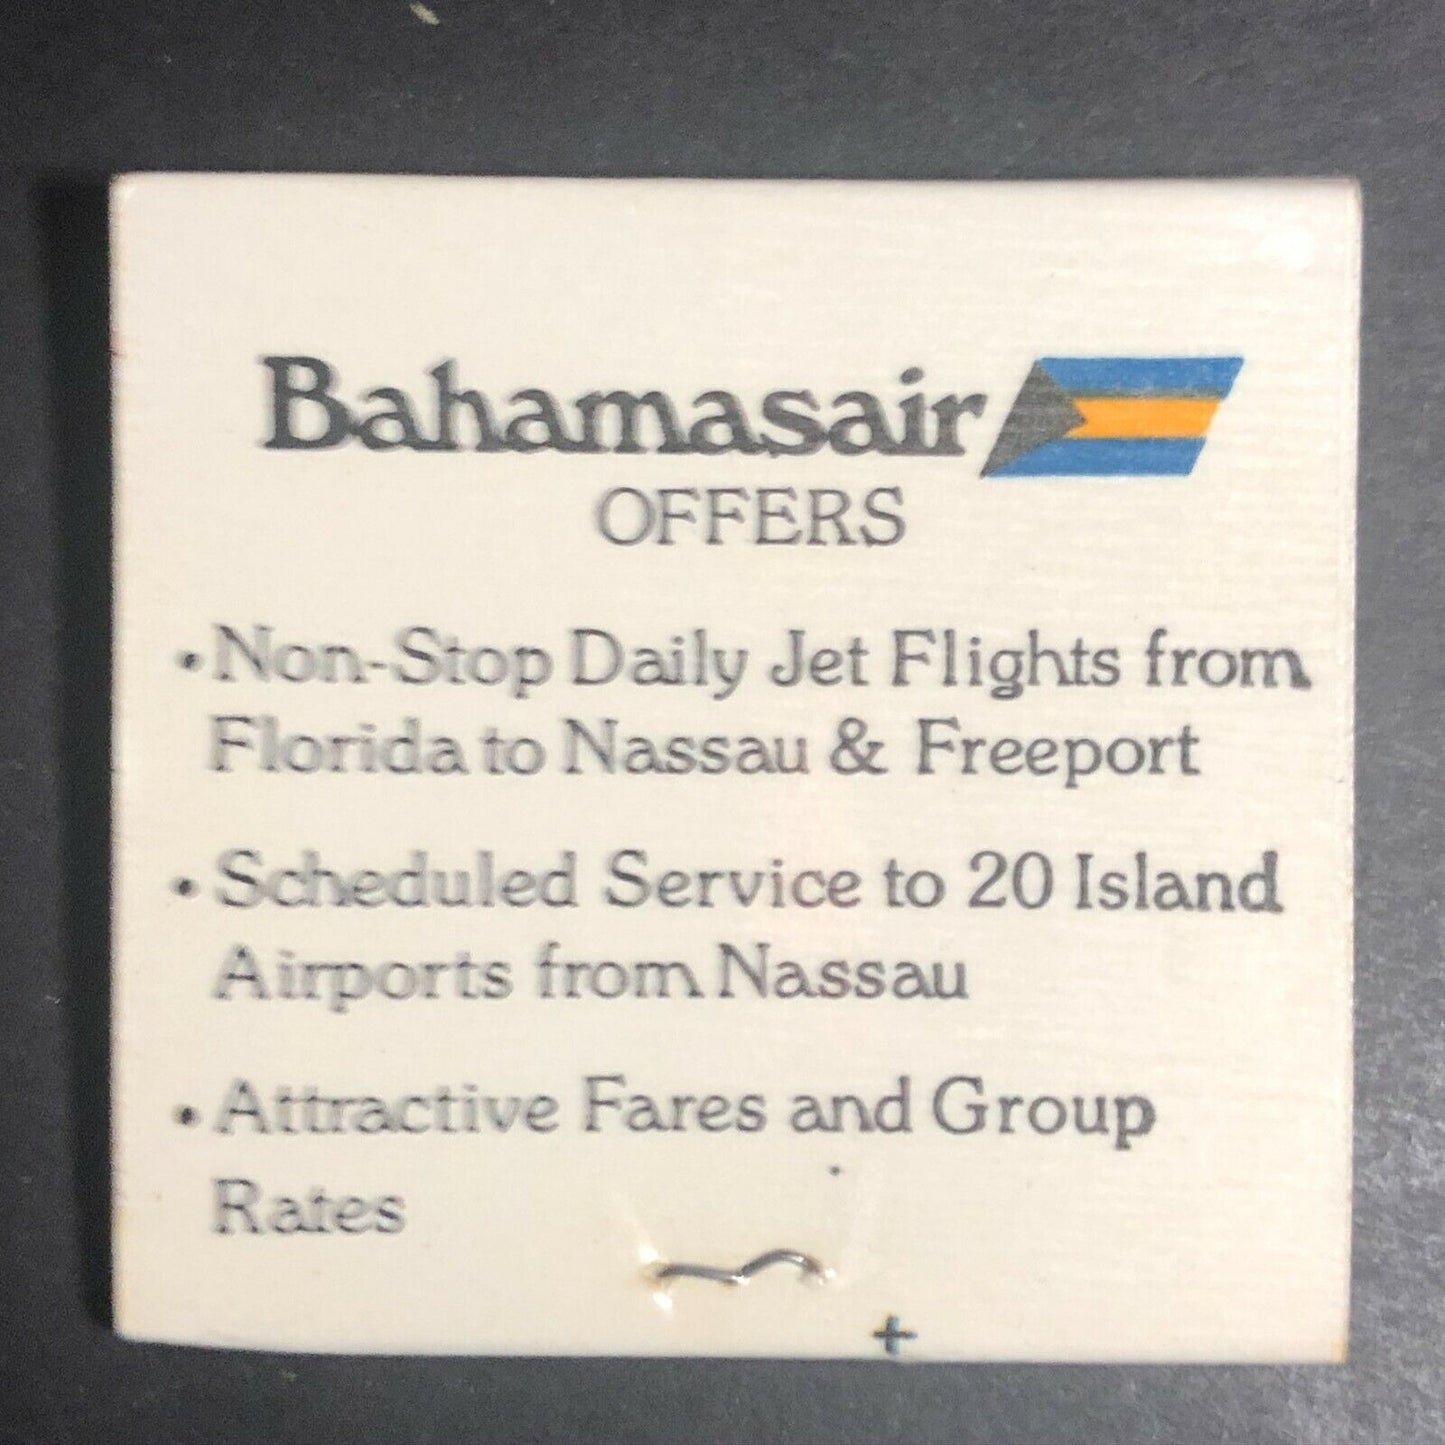 Bahamasair
OFFERS
• Non-Stop Daily Jet Flights from
Florida to Nassau & Freeport
• Scheduled Service to 20 Island
Airports from Nassau
• Attractive Fares and Group
Rates